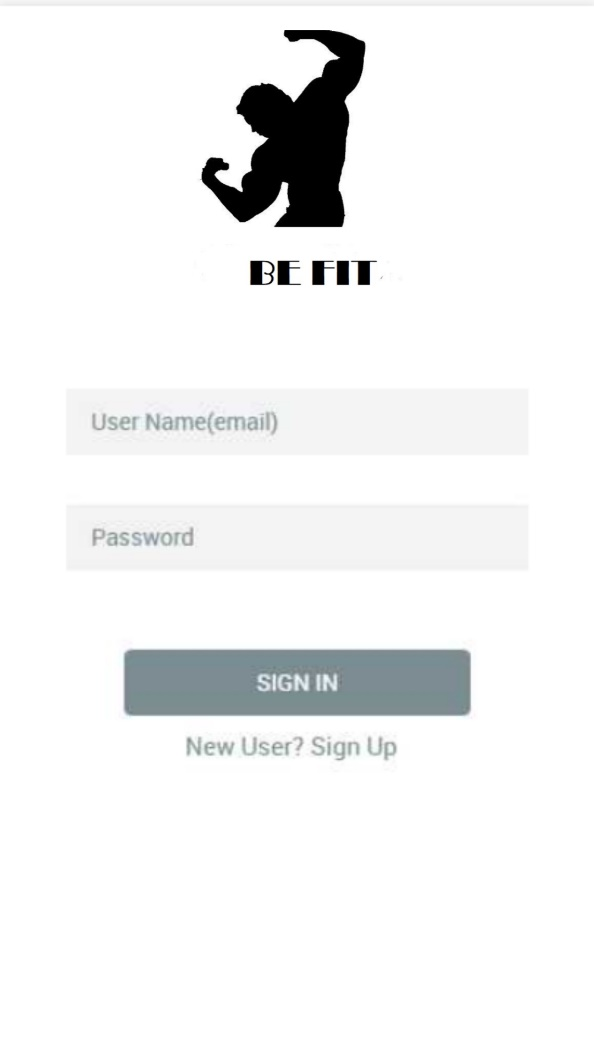 BE FIT
User Name(email)
Password
SIGN IN
New User? Sign Up